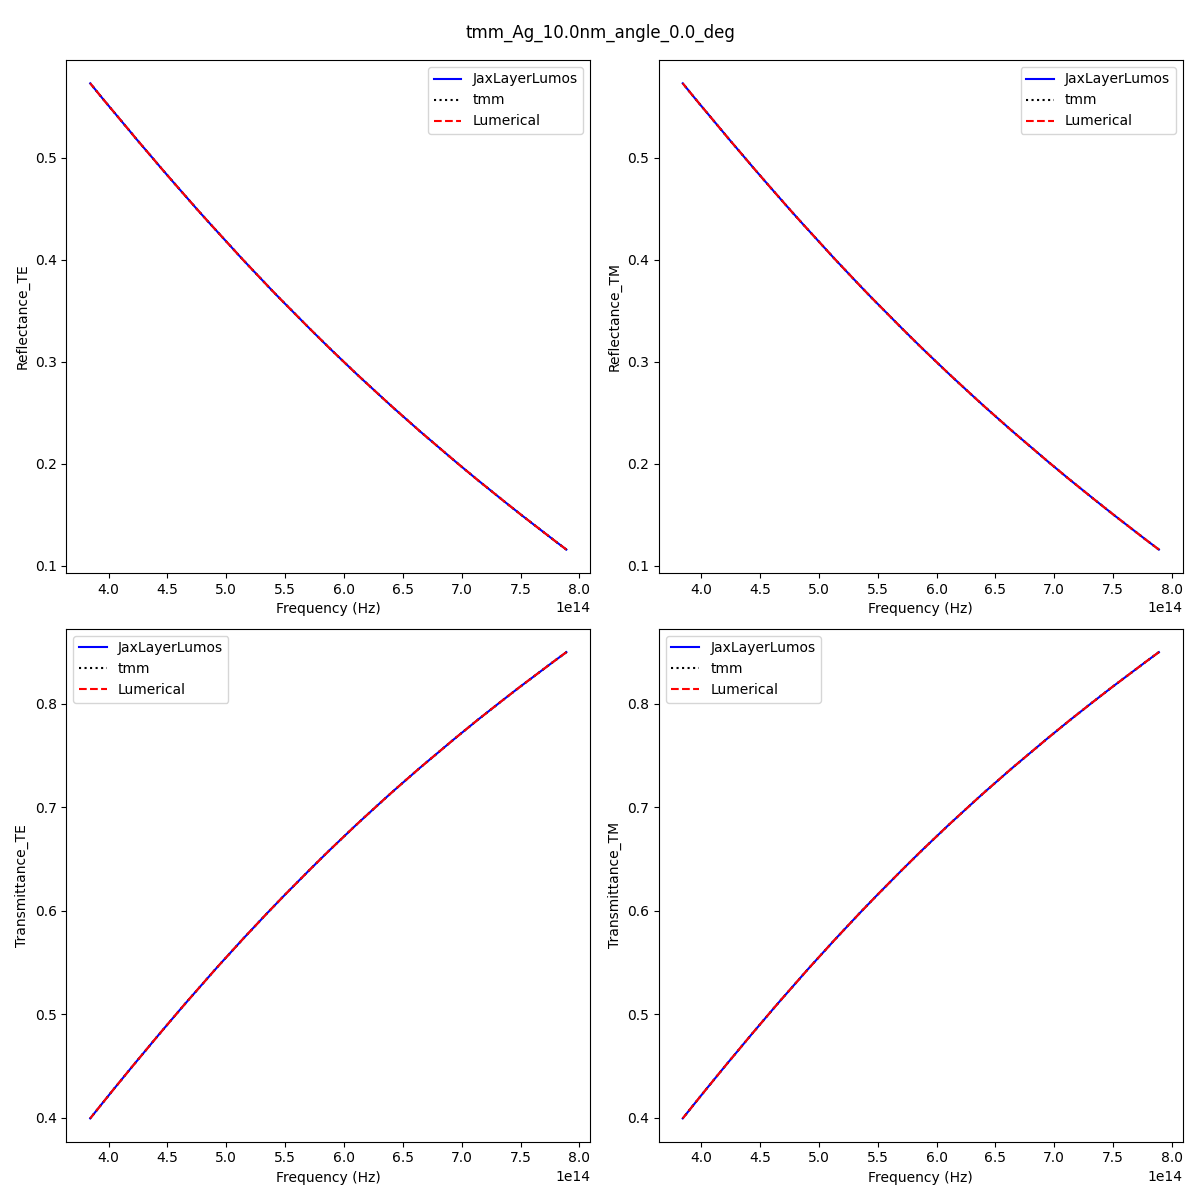 tmm_Ag_10.0nm_angle_0.0_deg
JaxLayerLumos
tmm
Lumerical
0.5
0.4
0.3
0.2
0.1
Reflectance_TE
4.0 4.5 5.0 5.5 6.0 6.5 7.0 7.5 8.0
1e14
Frequency (Hz)
JaxLayerLumos
tmm
Lumerical
0.5
0.4
0.3
0.2
0.1
Reflectance_TM
4.0 4.5 5.0 5.5 6.0 6.5 7.0 7.5 8.0
1e14
Frequency (Hz)
JaxLayerLumos
tmm
Lumerical
0.8
0.7
0.6
0.5
0.4
Transmittance_TE
4.0 4.5 5.0 5.5 6.0 6.5 7.0 7.5 8.0
1e14
Frequency (Hz)
JaxLayerLumos
tmm
Lumerical
0.8
0.7
0.6
0.5
0.4
Transmittance_TM
4.0 4.5 5.0 5.5 6.0 6.5 7.0 7.5 8.0
1e14
Frequency (Hz)